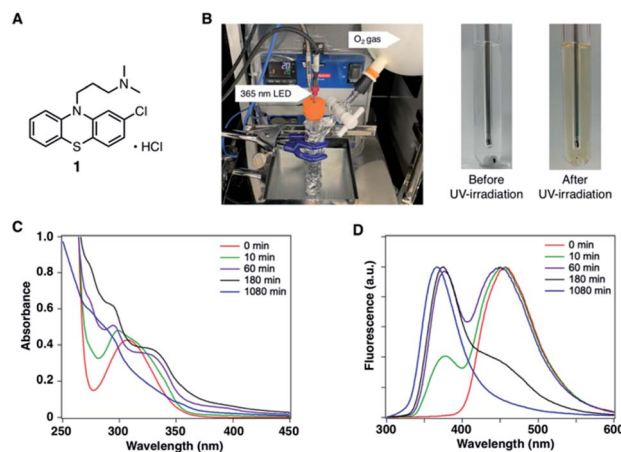 A
N
N
S
Cl
• HCl
1
B
O₂ gas
365 nm LED
Before
UV-irradiation
After
UV-irradiation
C
Absorbance
1.0
0.8
0.6
0.4
0.2
0
250 300 350 400 450
Wavelength (nm)
0 min
10 min
60 min
180 min
1080 min
D
Fluorescence (a.u.)
300 400 500 600
Wavelength (nm)
0 min
10 min
60 min
180 min
1080 min